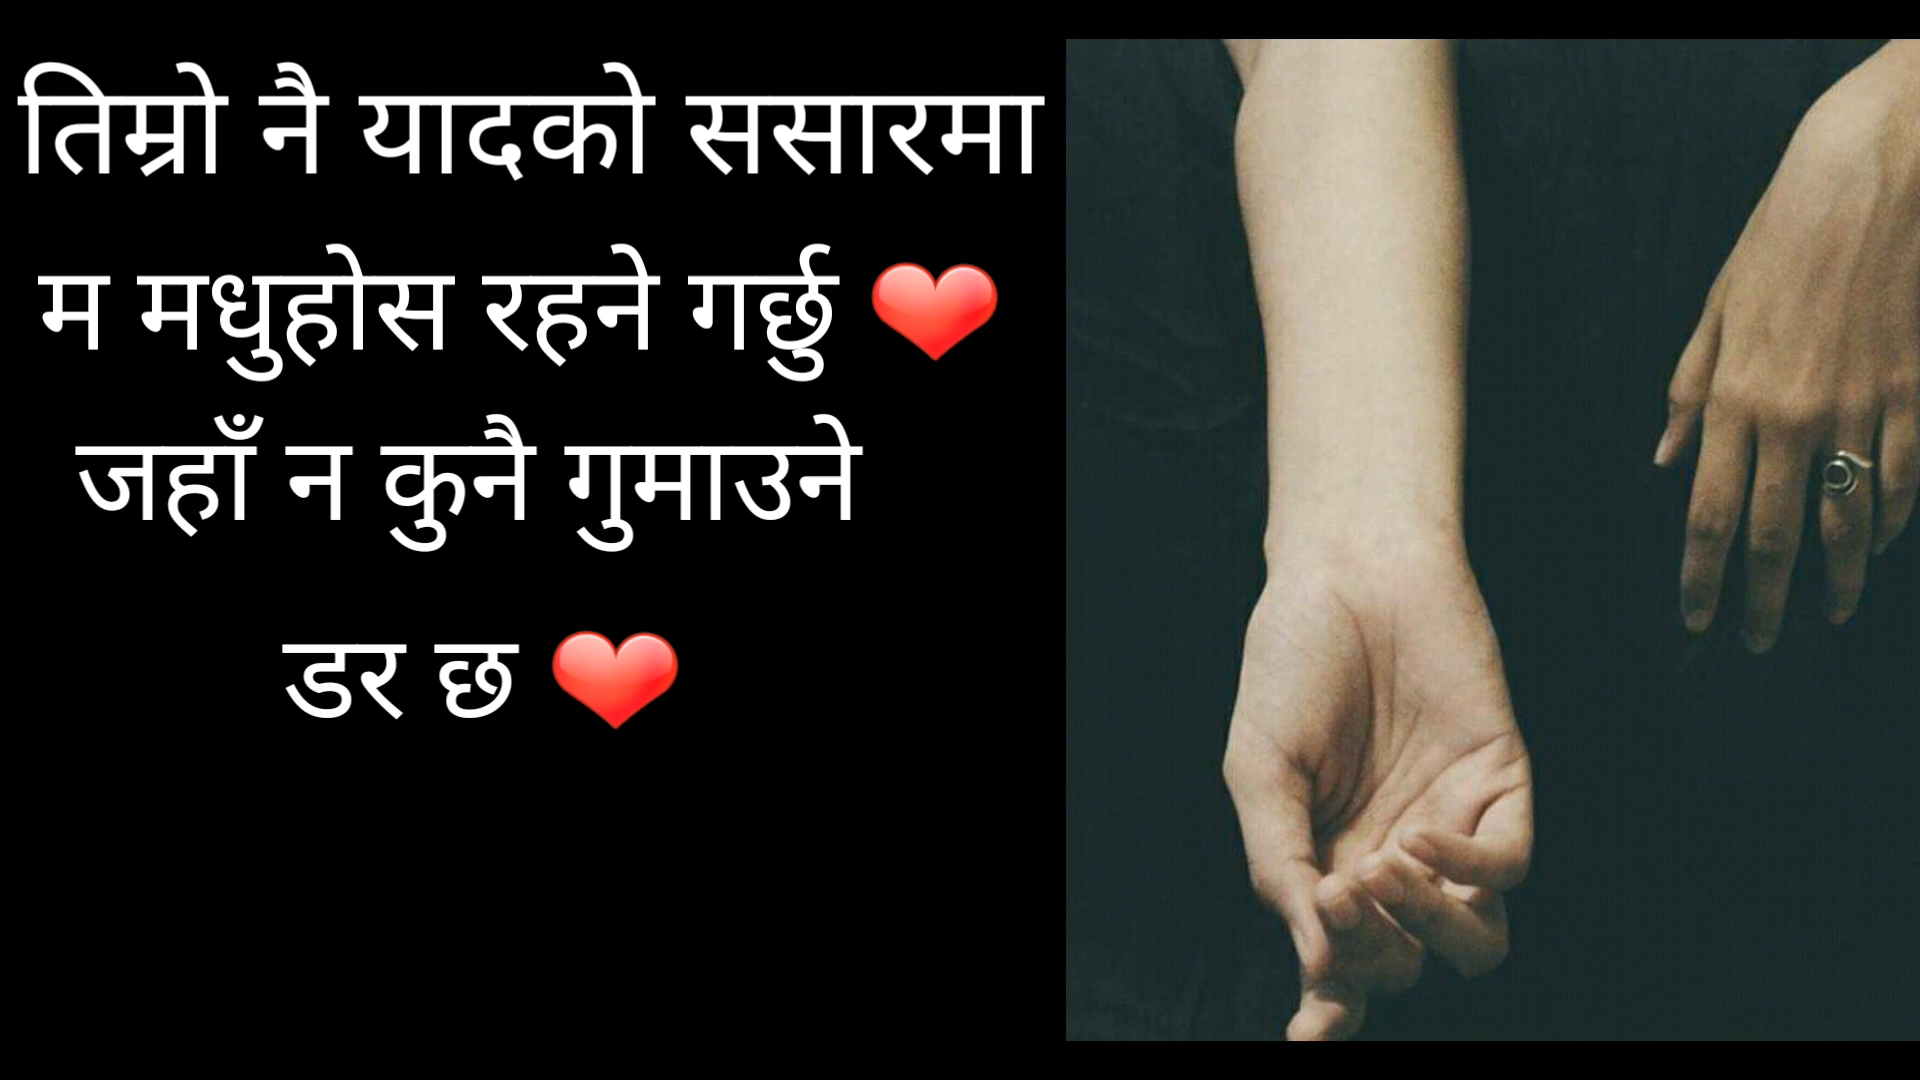 तिम्रो नै यादको ससारमा
म मधुहोस रहने गर्छु ❤
जहाँ न कुनै गुमाउने
डर छ ❤